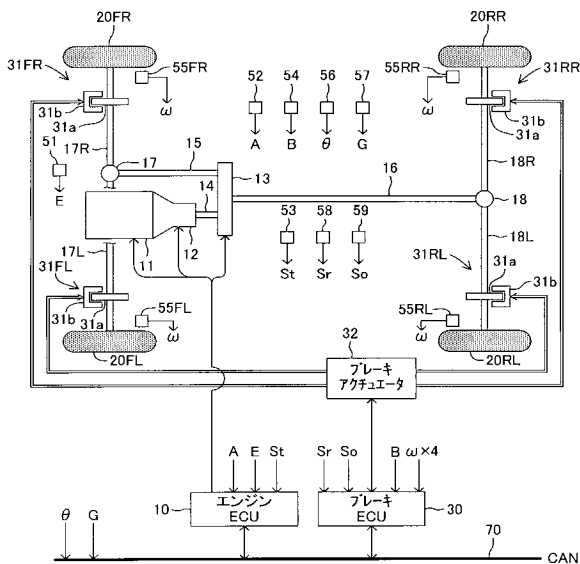 20FR
20RR
31FR
55FR
ω
52
54
56
57
55RR
ω
31RR
31b
31a
31b
31a
A
B
θ
G
51
17R
15
18R
E
17
13
16
14
18
17L
11
12
53
58
59
18L
31FL
St
Sr
So
31RL
31a
31b
31b
31a
55FL
ω
55RL
ω
20FL
32
20RL
ブレーキ
アクチュエータ
A
E
St
Sr
So
B
ω×4
10
エンジン
ECU
ブレーキ
ECU
30
θ
G
70
CAN